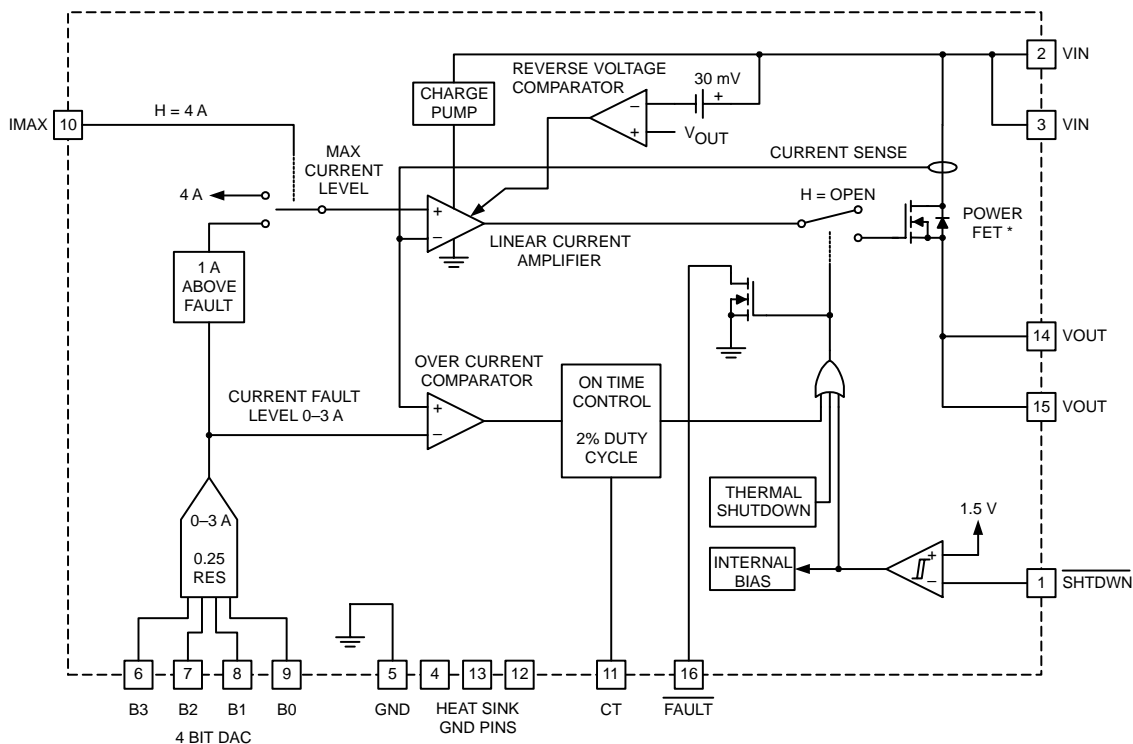 REVERSE VOLTAGE
COMPARATOR
30 mV
+
2
VIN
CHARGE
PUMP
–
+
VOUT
IMAX
10
H = 4 A
3
VIN
MAX
CURRENT
LEVEL
CURRENT SENSE
4 A
+
–
H = OPEN
POWER
FET *
LINEAR CURRENT
AMPLIFIER
1 A
ABOVE
FAULT
14
VOUT
OVER CURRENT
COMPARATOR
ON TIME
CONTROL
2% DUTY
CYCLE
CURRENT FAULT
LEVEL 0–3 A
+
–
15
VOUT
THERMAL
SHUTDOWN
1.5 V
0–3 A
0.25
RES
INTERNAL
BIAS
+
–
1
SHTDWN
6
7
8
9
5
4
13
12
11
16
B3
B2
B1
B0
GND
HEAT SINK
GND PINS
CT
FAULT
4 BIT DAC